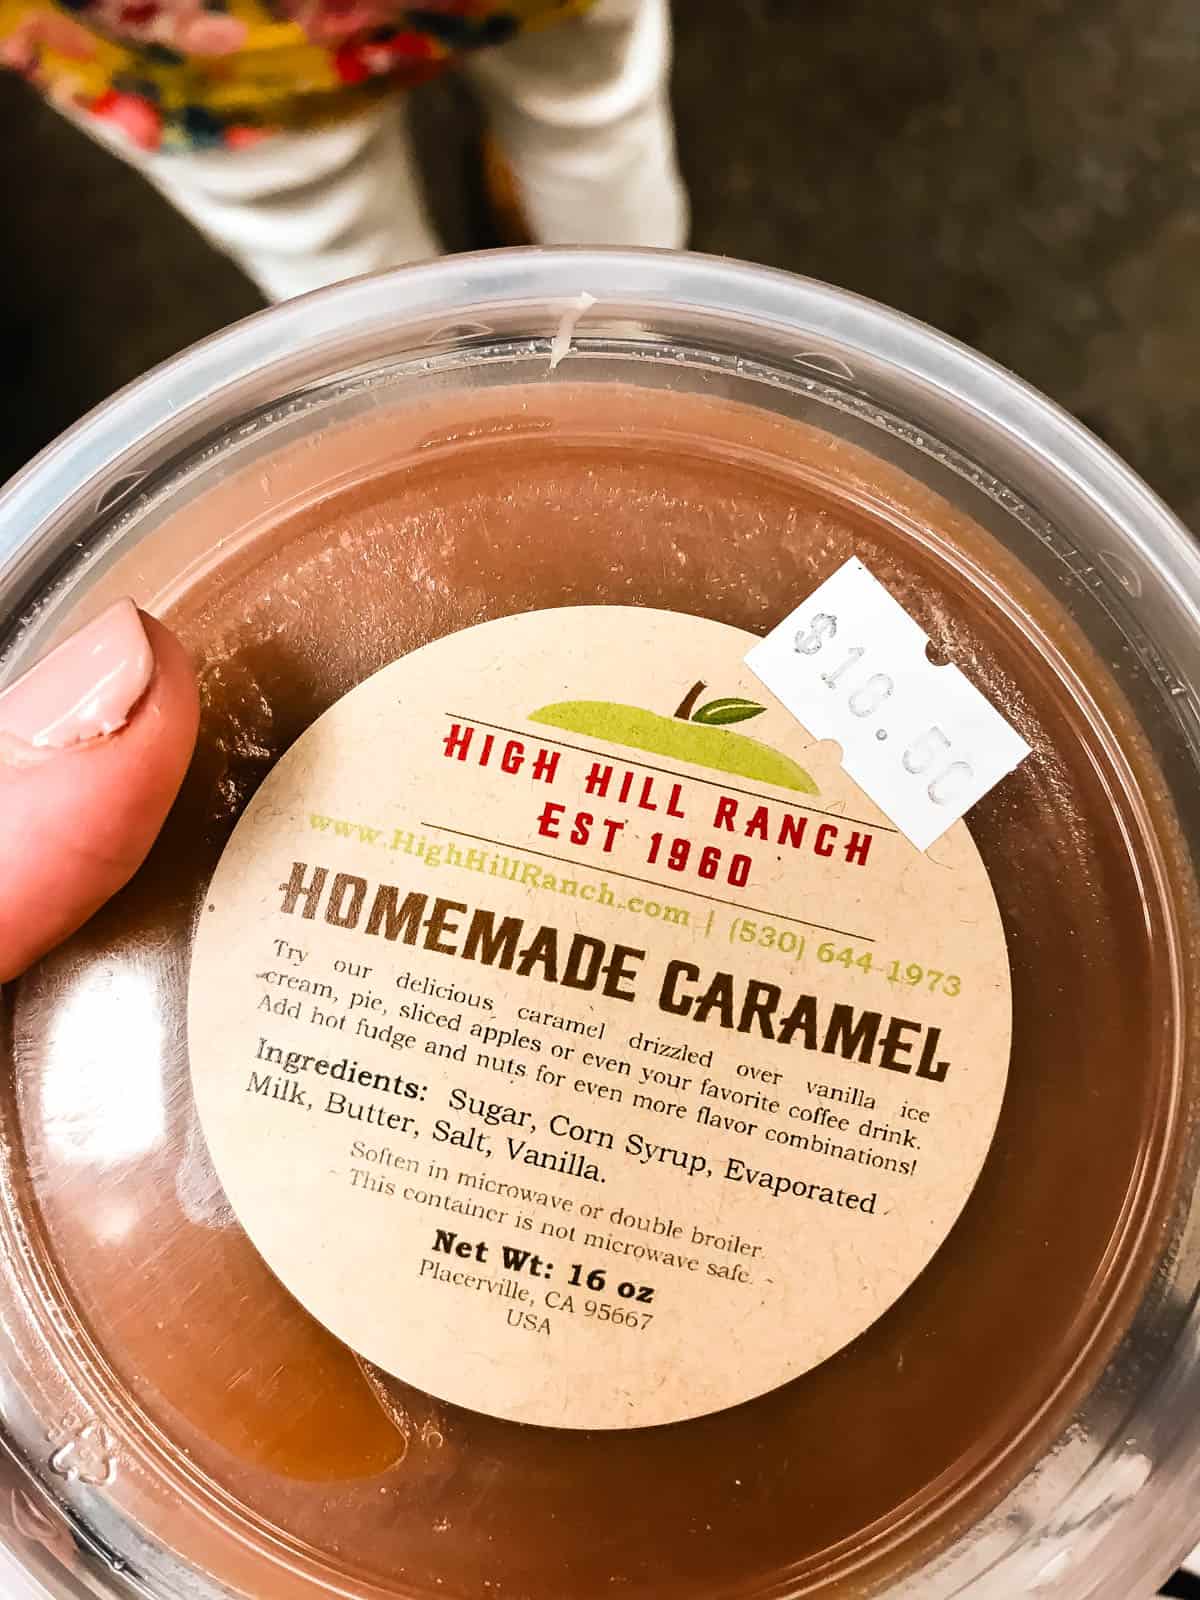 $18.50
HIGH HILL RANCH
EST 1960
www.HighHillRanch.com | (530) 644-1973
HOMEMADE CARAMEL
Try our delicious caramel drizzled over vanilla ice
cream, pie, sliced apples or even your favorite coffee drink.
Add hot fudge and nuts for even more flavor combinations!
Ingredients: Sugar, Corn Syrup, Evaporated
Milk, Butter, Salt, Vanilla.
Soften in microwave or double broiler.
~ This container is not microwave safe. ~
Net Wt: 16 oz
Placerville, CA 95667
USA